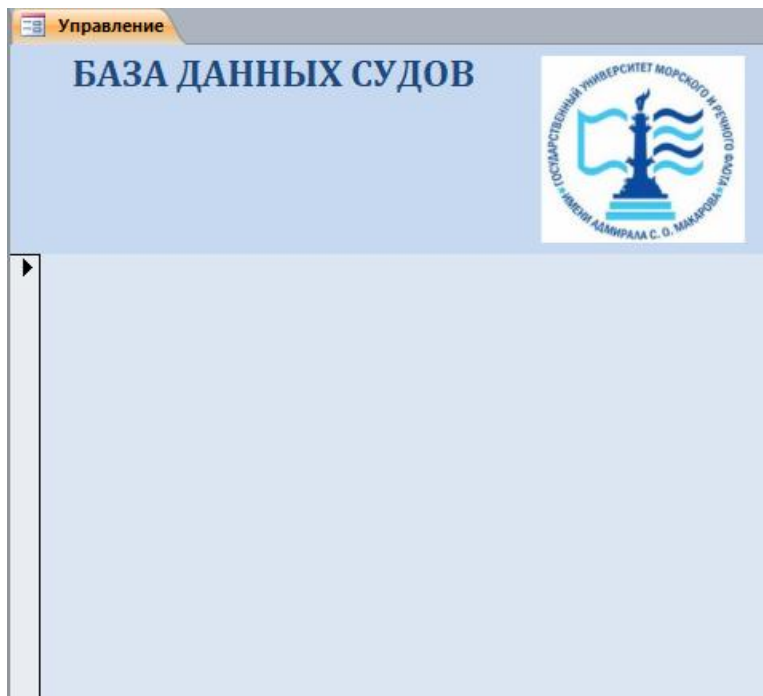 Управление
БАЗА ДАННЫХ СУДОВ
ГОСУДАРСТВЕННЫЙ УНИВЕРСИТЕТ МОРСКОГО И РЕЧНОГО ФЛОТА
ИМЕНИ АДМИРАЛА С. О. МАКАРОВА